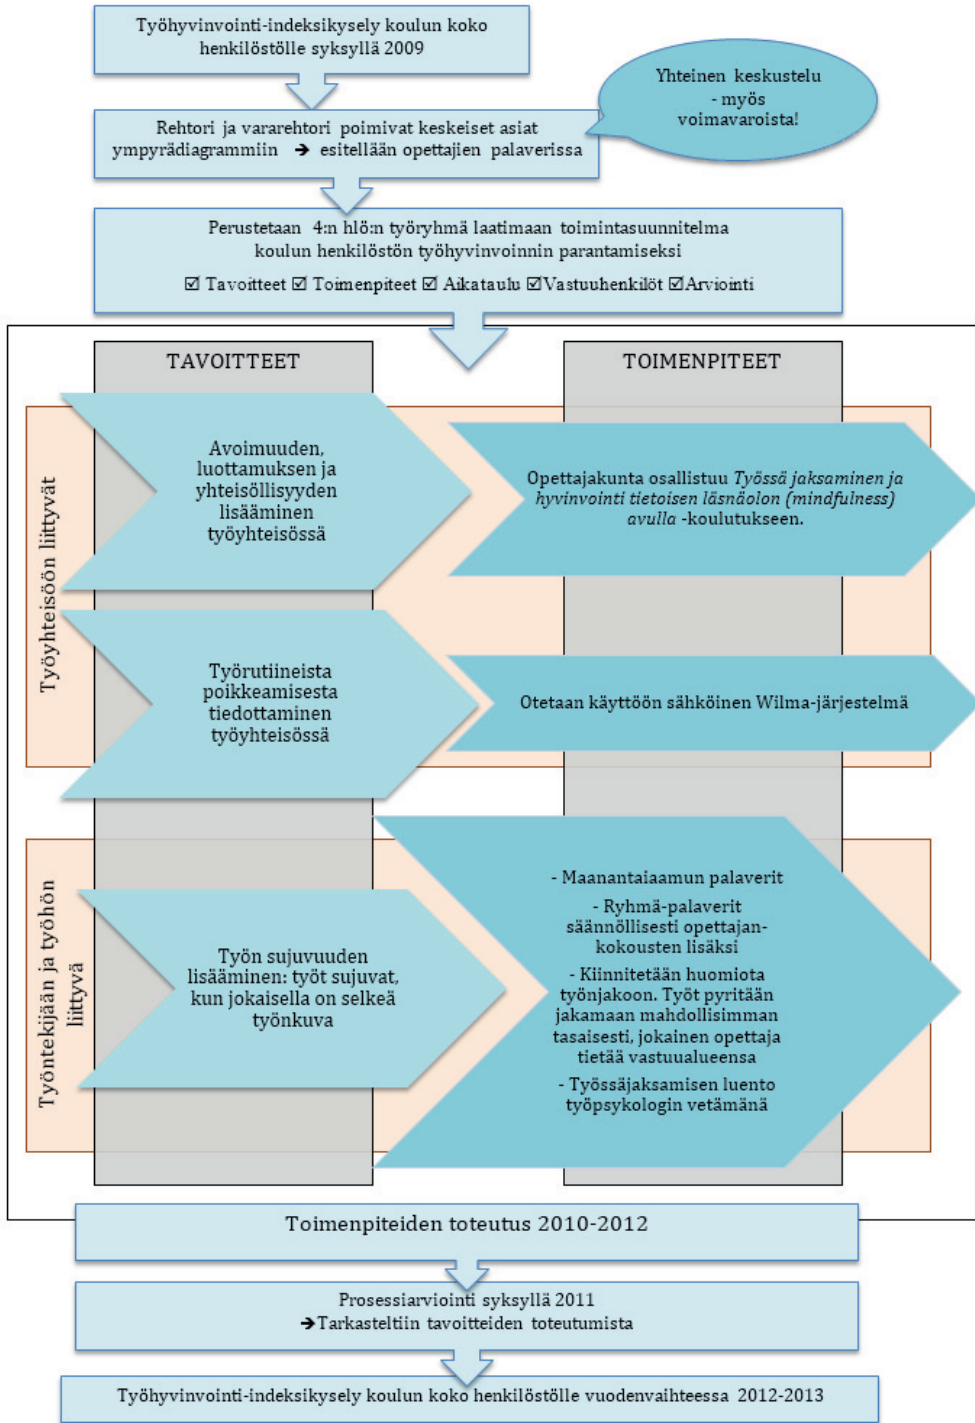 Työhyvinvointi-indeksikysely koulun koko
henkilöstölle syksyllä 2009
Yhteinen keskustelu
- myös
voimavaroista!
Rehtori ja vararehtori poimivat keskeiset asiat
ympyrädiagrammiin ➔ esitellään opettajien palaverissa
Perustetaan 4:n hlö:n työryhmä laatimaan toimintasuunnitelma
koulun henkilöstön työhyvinvoinnin parantamiseksi
☑ Tavoitteet ☑ Toimenpiteet ☑ Aikataulu ☑Vastuuhenkilöt ☑Arviointi
TAVOITTEET
TOIMENPITEET
Työyhteisöön liittyvät
Avoimuuden,
luottamuksen ja
yhteisöllisyyden
lisääminen
työyhteisössä
Opettajakunta osallistuu Työssä jaksaminen ja
hyvinvointi tietoisen läsnäolon (mindfulness)
avulla -koulutukseen.
Työrutiineista
poikkeamisesta
tiedottaminen
työyhteisössä
Otetaan käyttöön sähköinen Wilma-järjestelmä
Työntekijään ja työhön
liittyvä
Työn sujuvuuden
lisääminen: työt sujuvat,
kun jokaisella on selkeä
työnkuva
- Maanantaiaamun palaverit
- Ryhmä-palaverit
säännöllisesti opettajan-
kokousten lisäksi
- Kiinnitetään huomiota
työnjakoon. Työt pyritään
jakamaan mahdollisimman
tasaisesti, jokainen opettaja
tietää vastuualueensa
- Työssäjaksamisen luento
työpsykologin vetämänä
Toimenpiteiden toteutus 2010-2012
Prosessiarviointi syksyllä 2011
➔Tarkasteltiin tavoitteiden toteutumista
Työhyvinvointi-indeksikysely koulun koko henkilöstölle vuodenvaihteessa 2012-2013